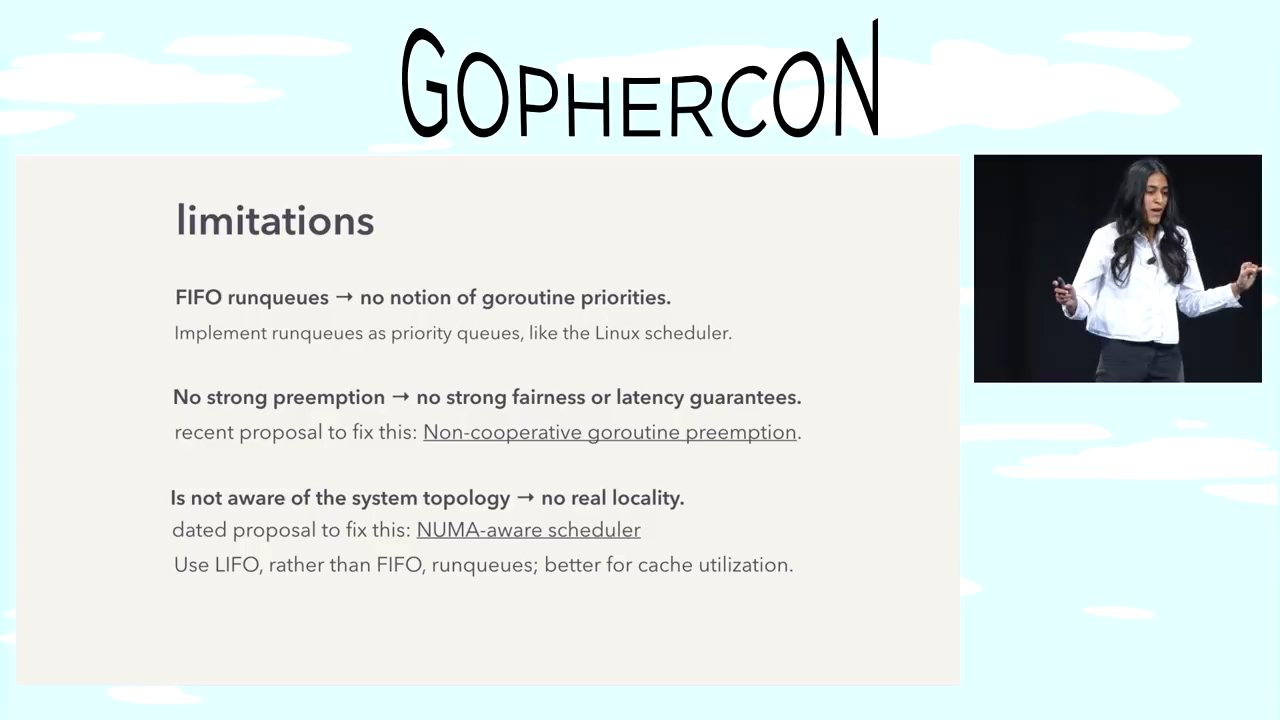 GOPHERCON
limitations
FIFO runqueues → no notion of goroutine priorities.
Implement runqueues as priority queues, like the Linux scheduler.
No strong preemption → no strong fairness or latency guarantees.
recent proposal to fix this: Non-cooperative goroutine preemption.
Is not aware of the system topology → no real locality.
dated proposal to fix this: NUMA-aware scheduler
Use LIFO, rather than FIFO, runqueues; better for cache utilization.